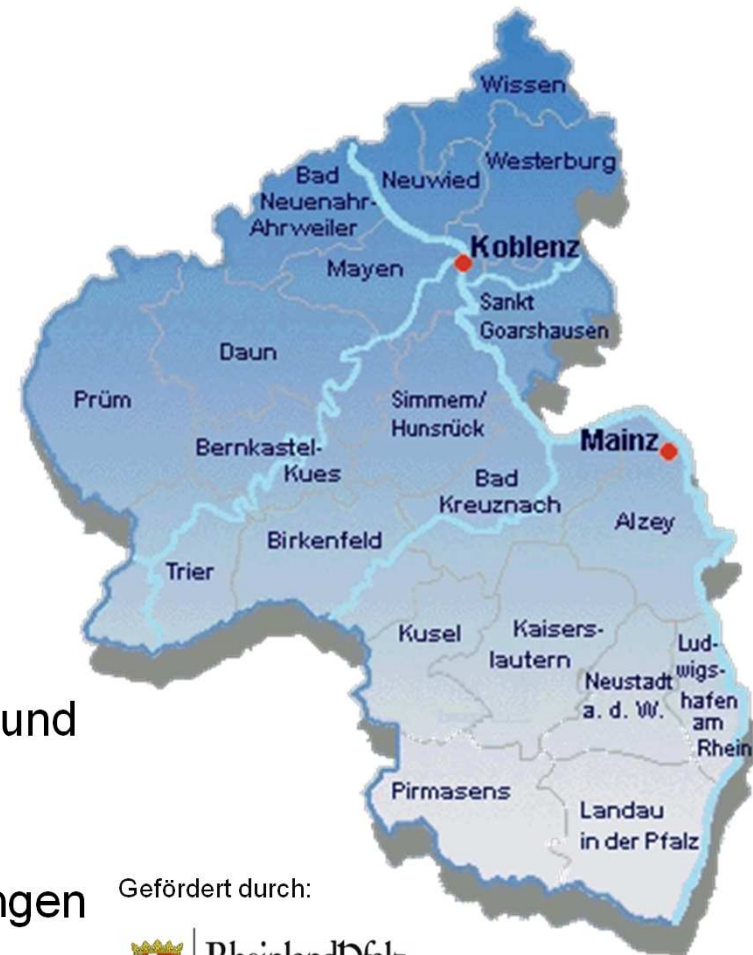 Wissen
Westerburg
Neuwied
Bad
Neuenahr-
Ahrweiler
Koblenz
Mayen
Sankt
Goarshausen
Daun
Prüm
Simmern/
Hunsrück
Bernkastel-
Kues
Mainz
Bad
Kreuznach
Alzey
Birkenfeld
Trier
Kusel
Kaisers-
lautern
Lud-
wigs-
hafen
am
Rhein
Neustadt
a. d. W.
Pirmasens
Landau
in der Pfalz
und
ngen
Gefördert durch:
RheinlandPfalz